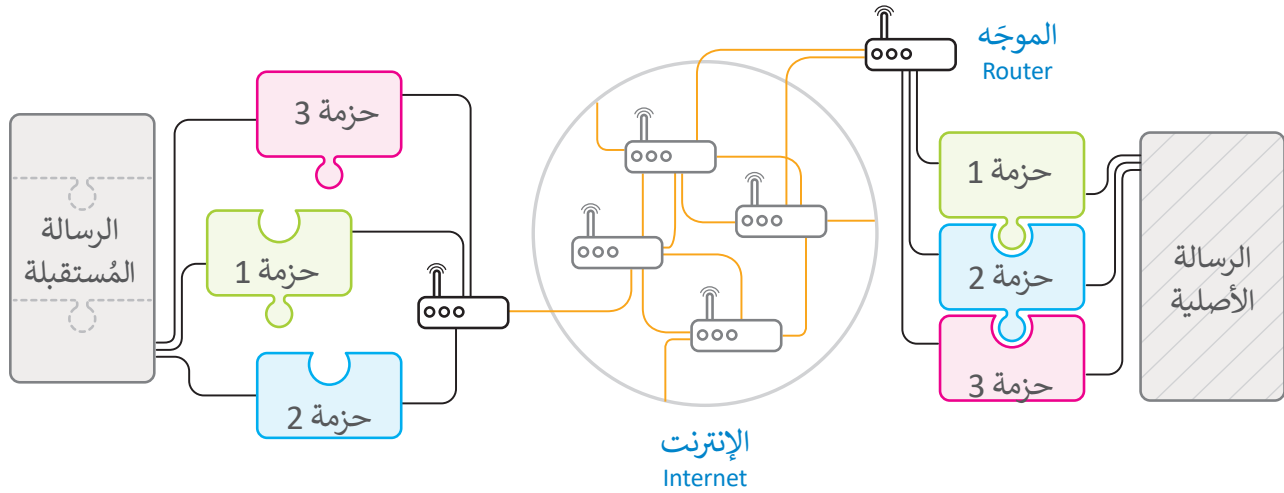 الموجَه
Router
الرسالة
الأصلية
حزمة 1
حزمة 2
حزمة 3
الإنترنت
Internet
حزمة 3
حزمة 1
حزمة 2
الرسالة
المُستقبلة